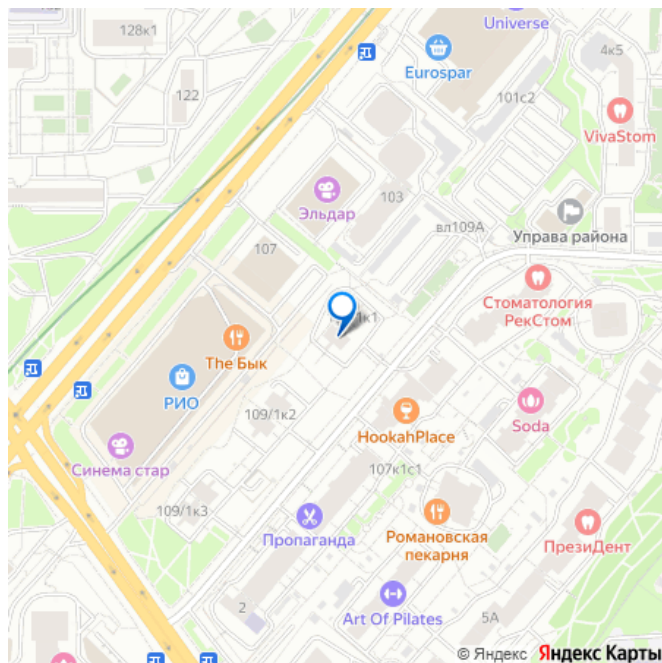 Universe
128к1
4к5
Eurospar
122
101с2
VivaStom
103
Эльдар
вл109А
Управа района
107
Стоматология
РекСтом
1к1
The Бык
РИО
109/1к2
HookahPlace
Soda
Синема стар
107к1с1
109/1к3
Пропаганда
Романовская
пекарня
ПрезиДент
2
Art Of Pilates
5А
© Яндекс Яндекс Карты